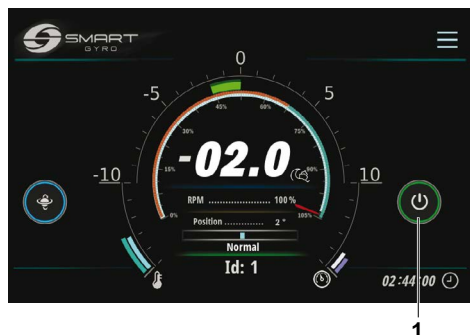 SMART
GYRO
0
-5
5
45%
60%
30%
75%
-02.0
15%
90%
-10
10
RPM .................. 100 %
0%
105%
Position ............ 2 °
Normal
Id: 1
02:44:00
1